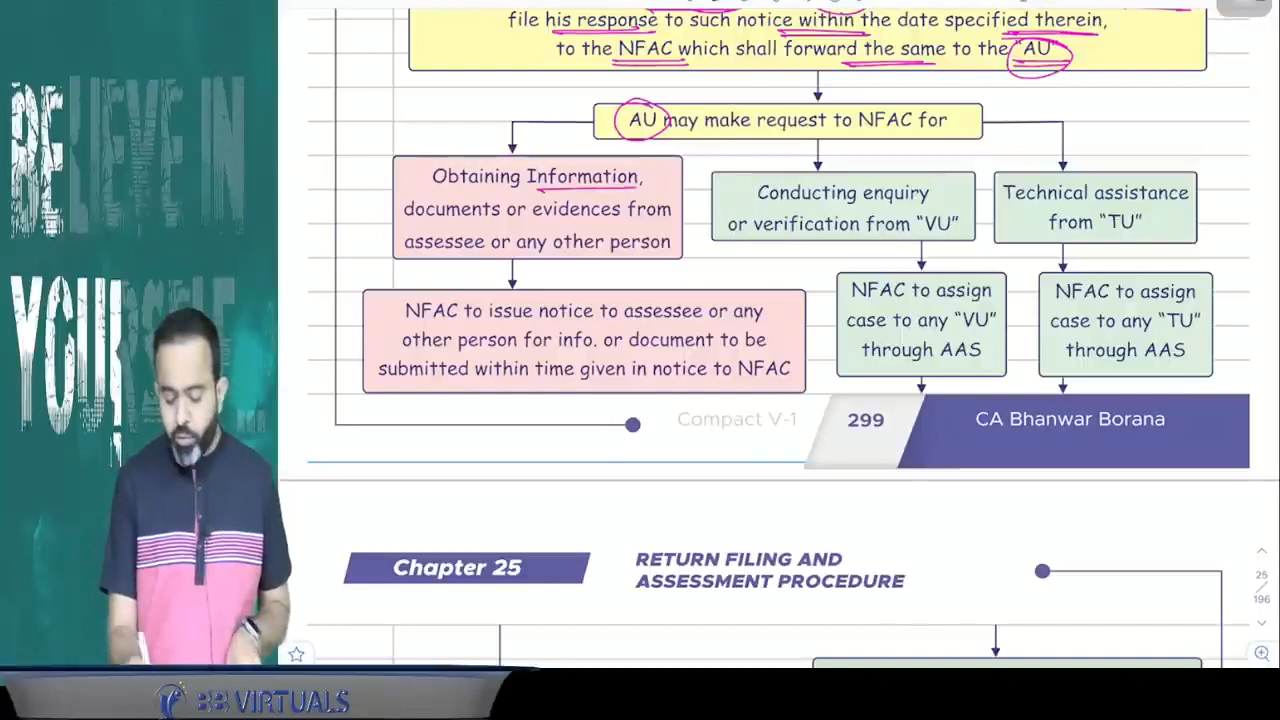 BELIEVE IN
YOURSELF
file his response to such notice within the date specified therein,
to the NFAC which shall forward the same to the "AU"
AU may make request to NFAC for
Obtaining Information,
documents or evidences from
assessee or any other person
Conducting enquiry
or verification from “VU”
Technical assistance
from “TU”
NFAC to issue notice to assessee or any
other person for info. or document to be
submitted within time given in notice to NFAC
NFAC to assign
case to any “VU”
through AAS
NFAC to assign
case to any “TU”
through AAS
Compact V-1
299
CA Bhanwar Borana
Chapter 25
RETURN FILING AND
ASSESSMENT PROCEDURE
25
/
196
BB VIRTUALS